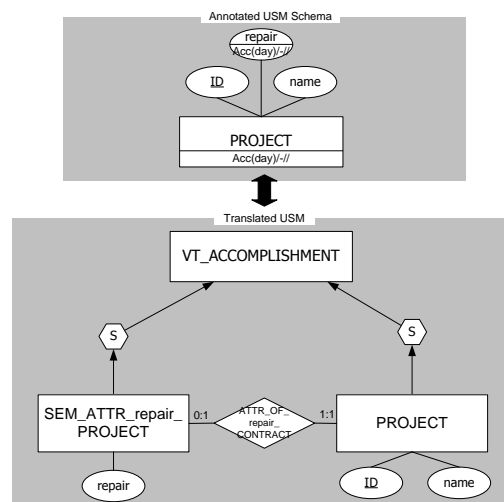 Annotated USM Schema
repair
Acc(day)/-//
ID
name
PROJECT
Acc(day)/-//
Translated USM
VT_ACCOMPLISHMENT
S
S
SEM_ATTR_repair_
PROJECT
0:1
ATTR_OF_
repair_
CONTRACT
1:1
PROJECT
repair
ID
name